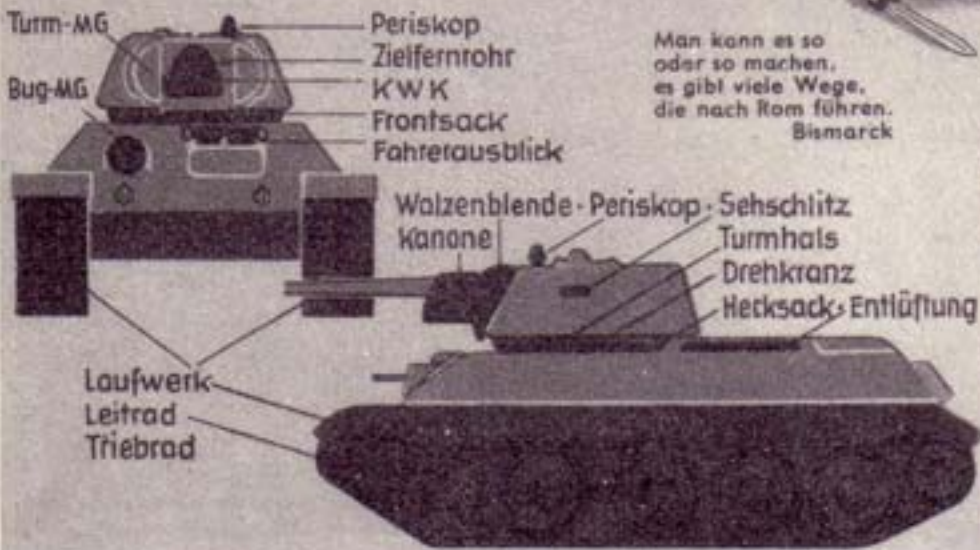 Turm-MG
Bug-MG
Periskop
Zielfernrohr
KWK
Frontsack
Fahrerausblick
Man kann es so
oder so machen,
es gibt viele Wege,
die nach Rom führen.
Bismarck
Walzenblende · Periskop · Sehschlitz
Kanone
Turmhals
Drehkranz
Hecksack · Entlüftung
Laufwerk
Leitrad
Triebrad